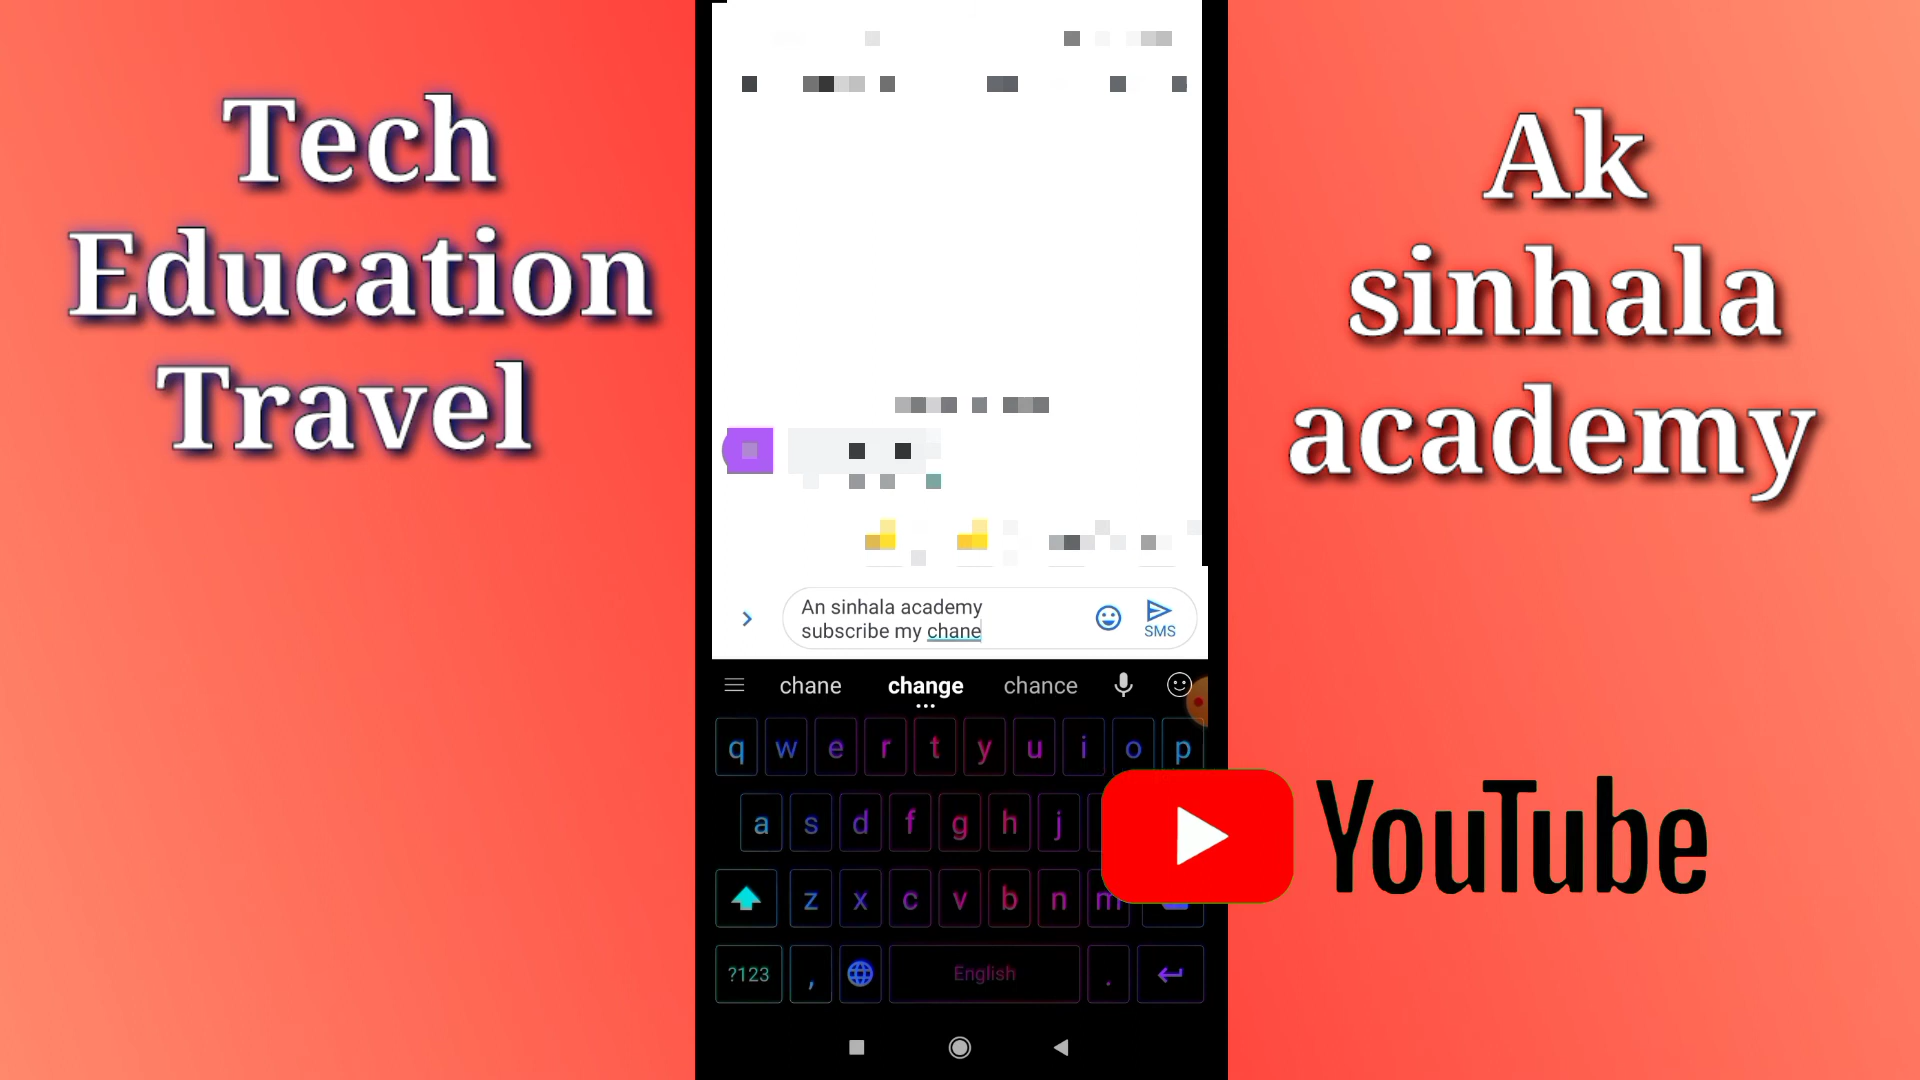 Tech
Education
Travel
Ak
sinhala
academy
An sinhala academy
subscribe my chane
SMS
chane change chance
q w e r t y u i o p
a s d f g h j
z x c v b n m
?123 , English .
YouTube